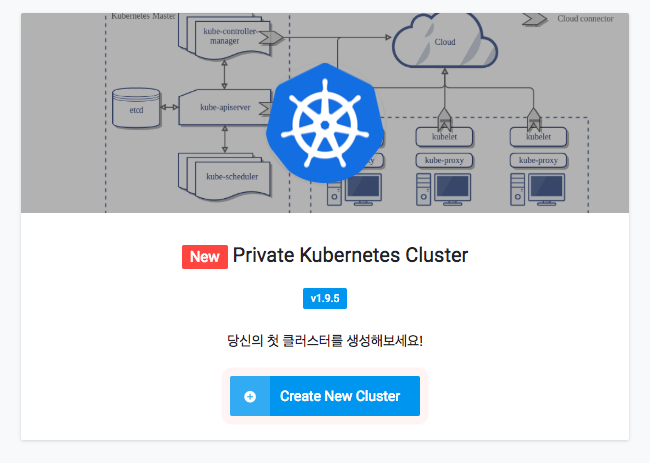 Kubernetes Master
Cloud connector
kube-controller-
manager
Cloud
etcd
kube-apiserver
kubelet
kubelet
kube-proxy
kube-proxy
kube-scheduler
New Private Kubernetes Cluster
v1.9.5
당신의 첫 클러스터를 생성해보세요!
Create New Cluster